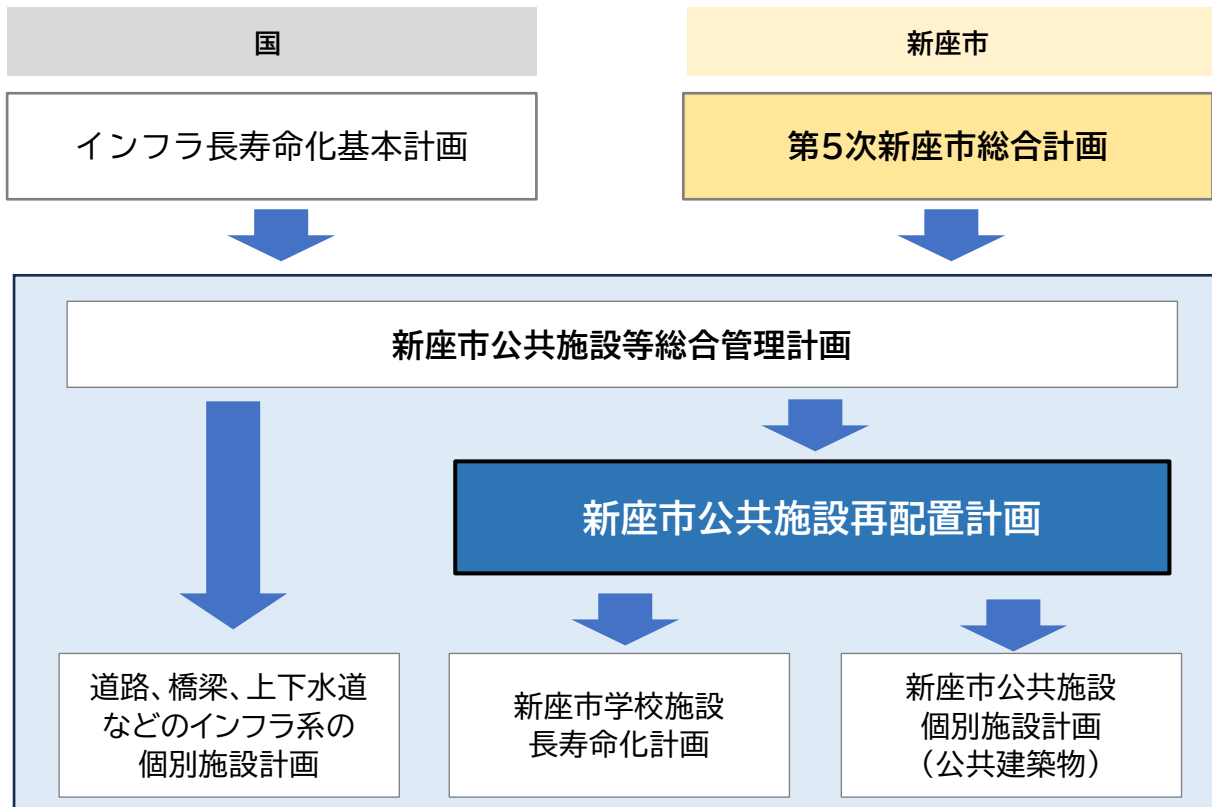 国
新座市
インフラ長寿命化基本計画
第5次新座市総合計画
新座市公共施設等総合管理計画
新座市公共施設再配置計画
道路、橋梁、上下水道
などのインフラ系の
個別施設計画
新座市学校施設
長寿命化計画
新座市公共施設
個別施設計画
（公共建築物）